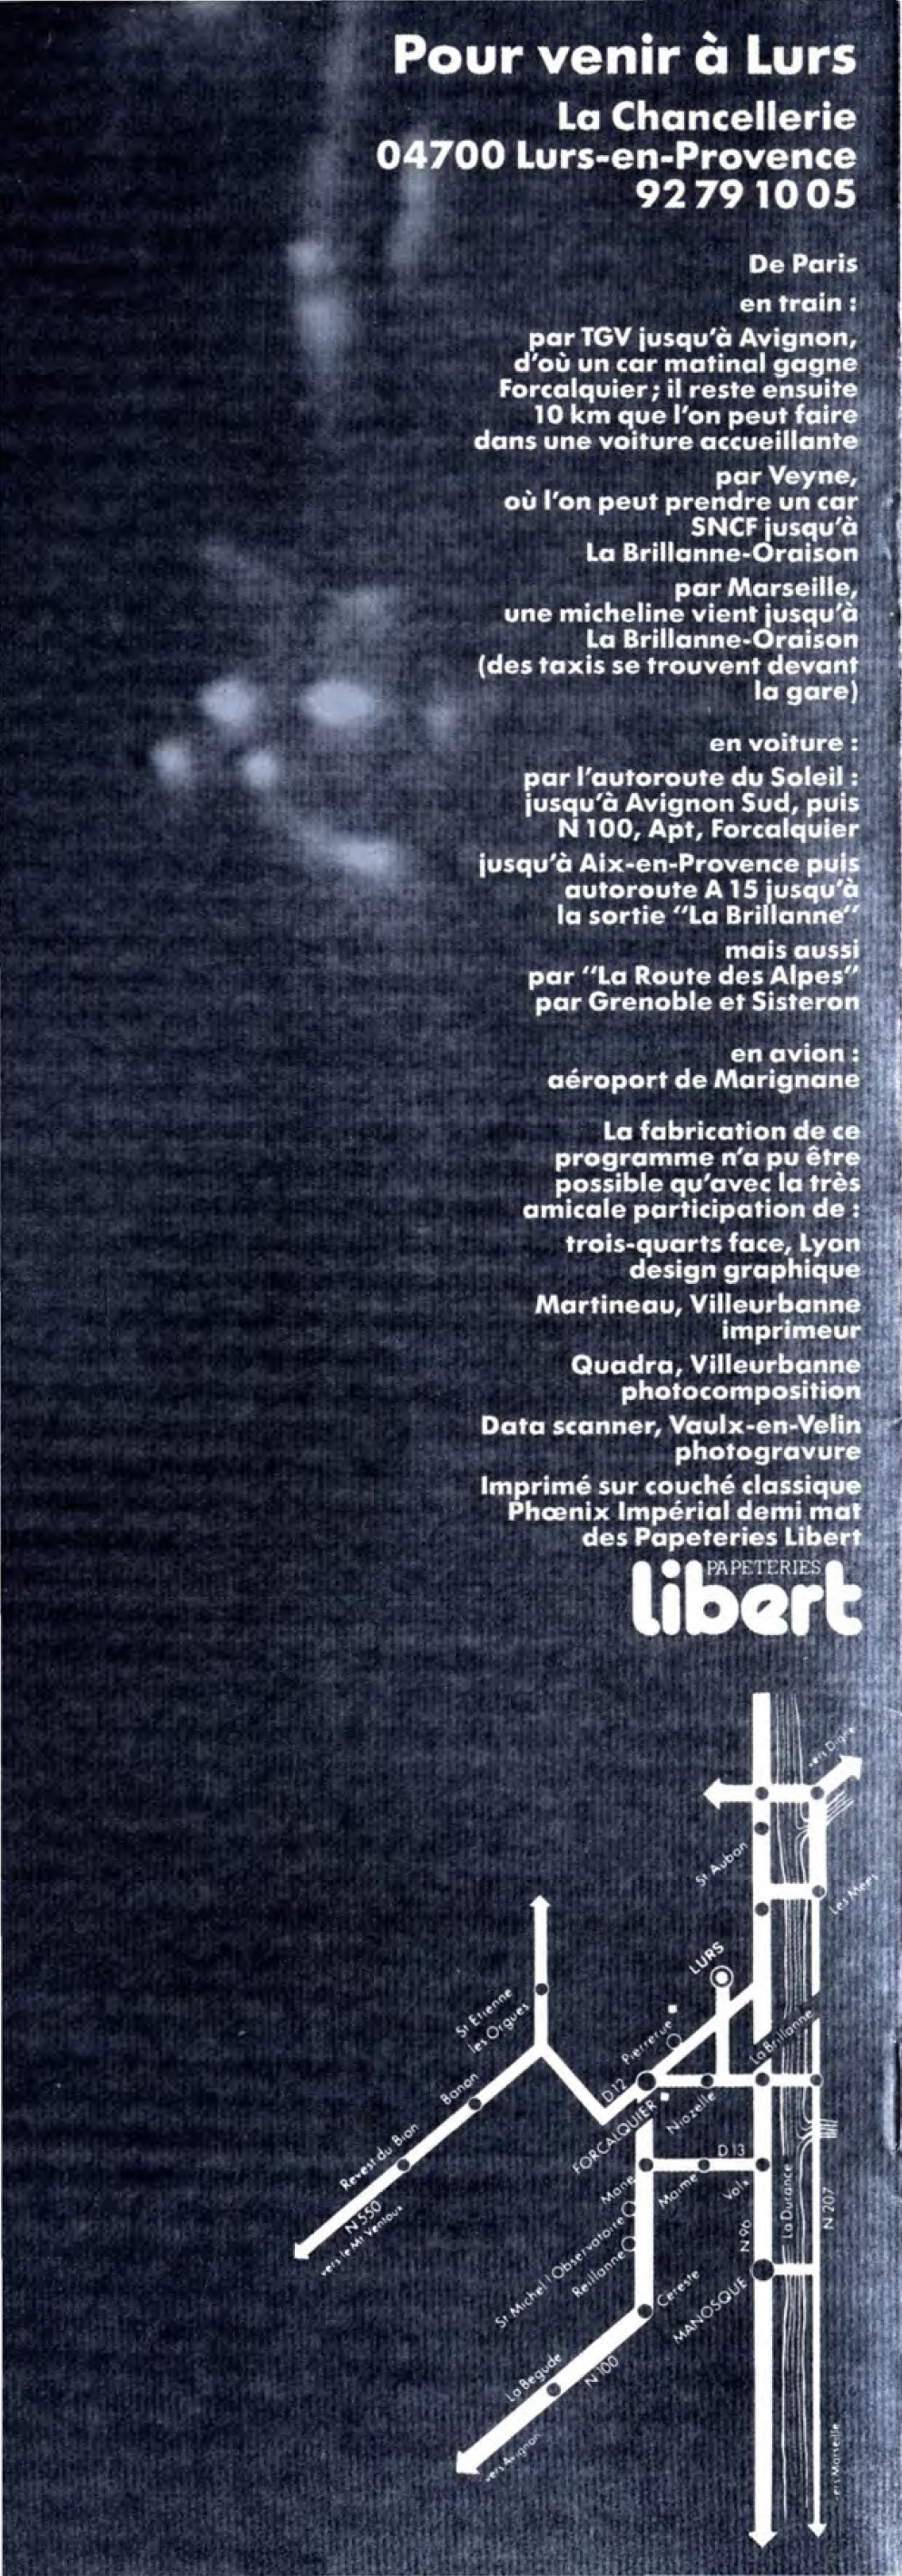 Pour venir à Lurs
La Chancellerie
04700 Lurs-en-Provence
92 79 10 05
De Paris
en train :
par TGV jusqu'à Avignon,
d'où un car matinal gagne
Forcalquier ; il reste ensuite
10 km que l'on peut faire
dans une voiture accueillante
par Veyne,
où l'on peut prendre un car
SNCF jusqu'à
La Brillanne-Oraison
par Marseille,
une micheline vient jusqu'à
La Brillanne-Oraison
(des taxis se trouvent devant
la gare)
en voiture :
par l'autoroute du Soleil :
jusqu'à Avignon Sud, puis
N 100, Apt, Forcalquier
jusqu'à Aix-en-Provence puis
autoroute A 15 jusqu'à
la sortie "La Brillanne"
mais aussi
par "La Route des Alpes"
par Grenoble et Sisteron
en avion :
aéroport de Marignane
La fabrication de ce
programme n'a pu être
possible qu'avec la très
amicale participation de :
trois-quarts face, Lyon
design graphique
Martineau, Villeurbanne
imprimeur
Quadra, Villeurbanne
photocomposition
Data scanner, Vaulx-en-Velin
photogravure
Imprimé sur couché classique
Phœnix Impérial demi mat
des Papeteries Libert
PAPETERIES
libert
vers Digne
St Auban
Les Mées
LURS
St Etienne
les Orgues
Pierrerue
La Brillanne
Banon
D 12
FORCALQUIER
Niozelle
Revest du Bion
N 550
vers le Mt Ventoux
D 13
Mane
Volx
La Durance
N 207
N 96
St Michel l'Observatoire
Reillanne
Cereste
MANOSQUE
La Begude
N 100
vers Avignon
vers Marseille